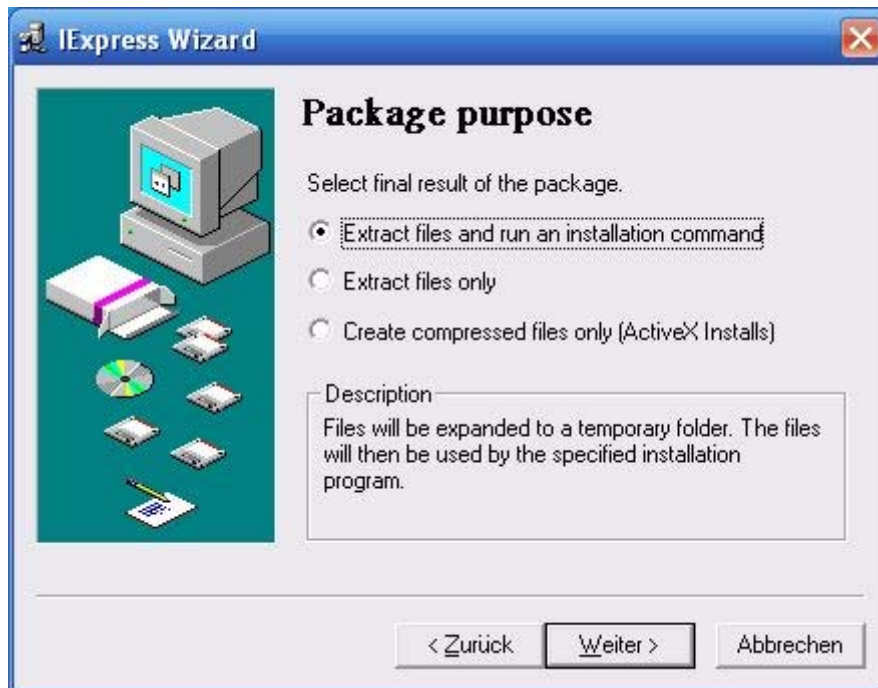 IExpress Wizard
Package purpose
Select final result of the package.
Extract files and run an installation command
Extract files only
Create compressed files only (ActiveX Installs)
Description
Files will be expanded to a temporary folder. The files
will then be used by the specified installation
program.
< Zurück
Weiter >
Abbrechen